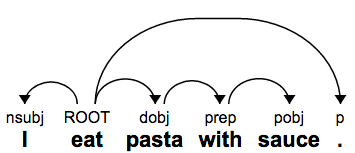 nsubj ROOT dobj prep pobj p
I eat pasta with sauce .